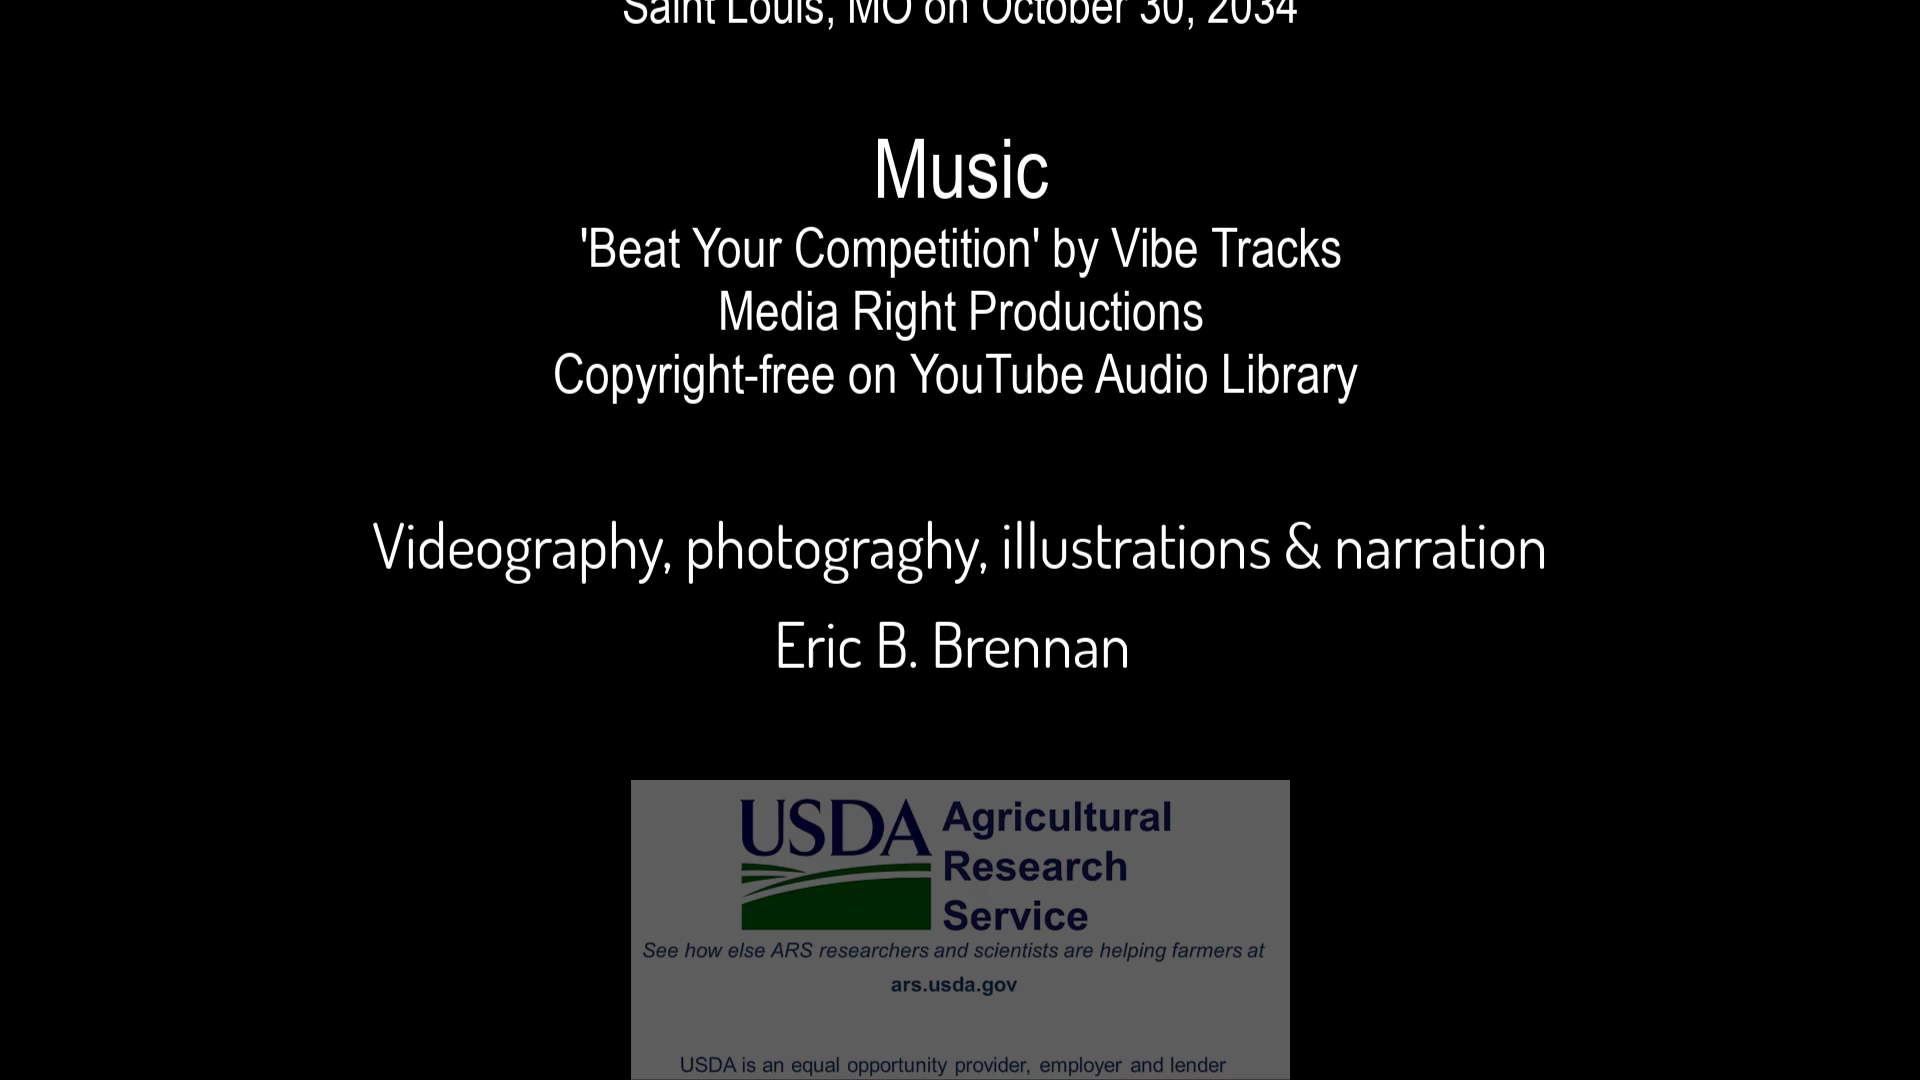 Saint Louis, MO on October 30, 2034
Music
'Beat Your Competition' by Vibe Tracks
Media Right Productions
Copyright-free on YouTube Audio Library
Videography, photograghy, illustrations & narration
Eric B. Brennan
USDA Agricultural
Research
Service
See how else ARS researchers and scientists are helping farmers at
ars.usda.gov
USDA is an equal opportunity provider, employer and lender